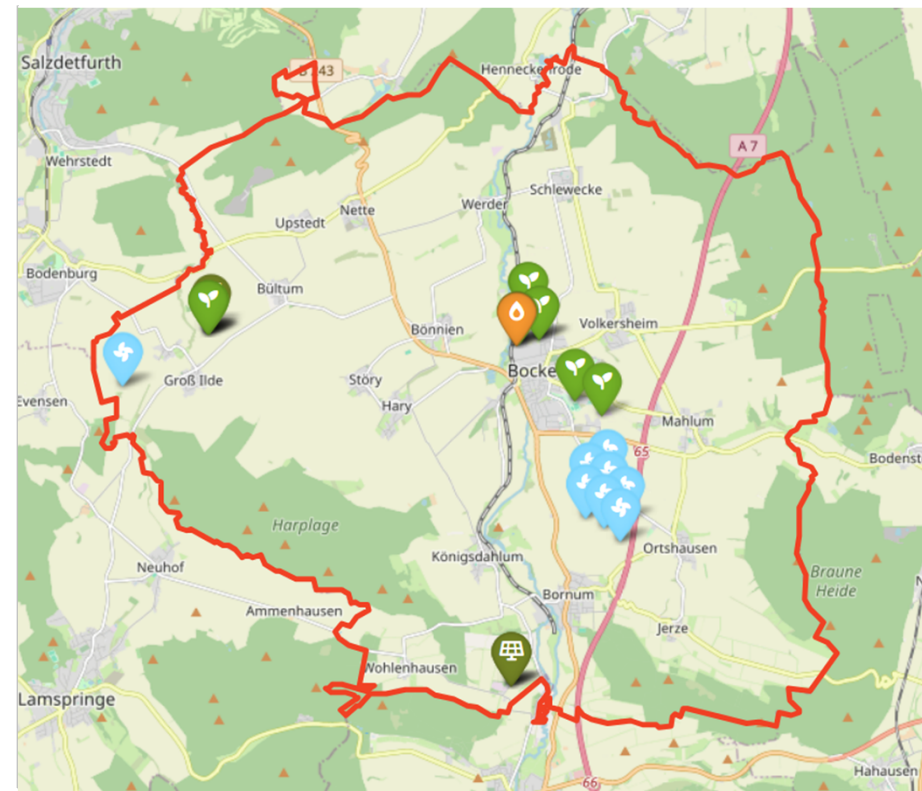 Salzdetfurth
Henneckenrode
Wehrstedt
A 7
Schlewecke
Nette
Werder
Upstedt
Bodenburg
Bültum
Bönnien
Volkersheim
Groß Ilde
Störy
Bocke
Evensen
Hary
Mahlum
65
Bodenst
Harplage
Königsdahlum
Ortshausen
Neuhof
Braune
Heide
Bornum
Ammenhausen
Jerze
Wohlenhausen
Lamspringe
Hahausen
66